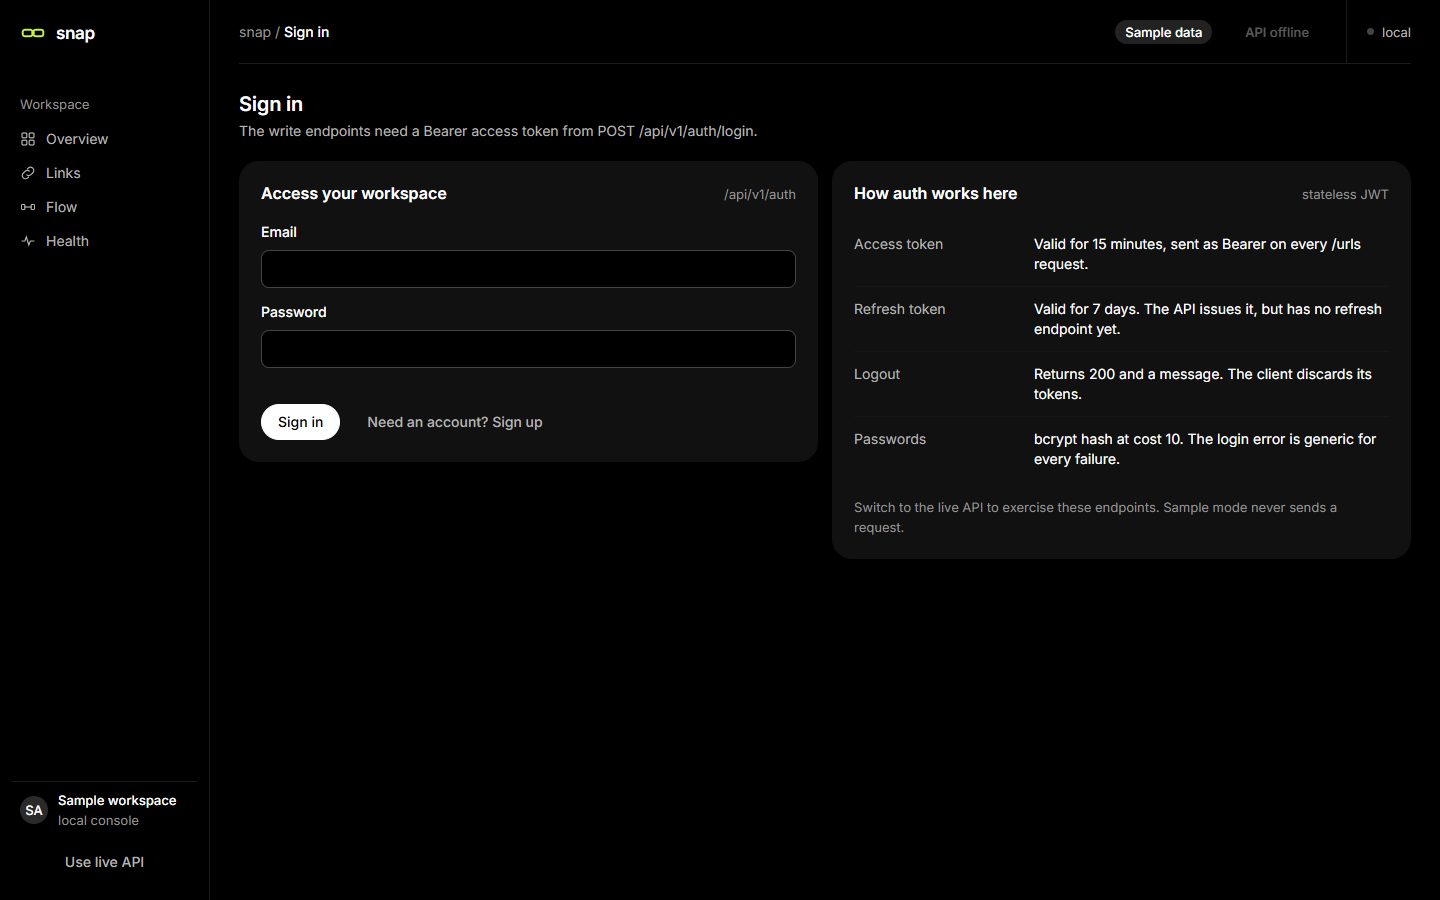 snap
Workspace
Overview
Links
Flow
Health
SA
Sample workspace
local console
Use live API
snap / Sign in
Sample data
API offline
local
Sign in
The write endpoints need a Bearer access token from POST /api/v1/auth/login.
Access your workspace
/api/v1/auth
Email
Password
Sign in
Need an account? Sign up
How auth works here
stateless JWT
Access token
Valid for 15 minutes, sent as Bearer on every /urls
request.
Refresh token
Valid for 7 days. The API issues it, but has no refresh
endpoint yet.
Logout
Returns 200 and a message. The client discards its
tokens.
Passwords
bcrypt hash at cost 10. The login error is generic for
every failure.
Switch to the live API to exercise these endpoints. Sample mode never sends a
request.